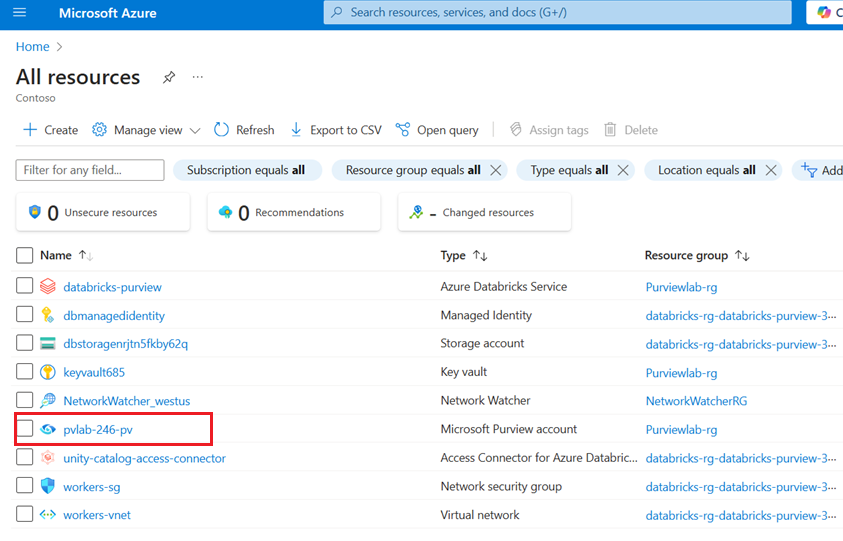 Microsoft Azure Search resources, services, and docs (G+/)
Home
All resources
Contoso
Create Manage view Refresh Export to CSV Open query Assign tags Delete
Filter for any field... Subscription equals all Resource group equals all Type equals all Location equals all Add
0 Unsecure resources 0 Recommendations – Changed resources
Name Type Resource group
databricks-purview Azure Databricks Service Purviewlab-rg
dbmanagedidentity Managed Identity databricks-rg-databricks-purview-3···
dbstoragenrjtn5fkby62q Storage account databricks-rg-databricks-purview-3···
keyvault685 Key vault Purviewlab-rg
NetworkWatcher_westus Network Watcher NetworkWatcherRG
pvlab-246-pv Microsoft Purview account Purviewlab-rg
unity-catalog-access-connector Access Connector for Azure Databric... databricks-rg-databricks-purview-3···
workers-sg Network security group databricks-rg-databricks-purview-3···
workers-vnet Virtual network databricks-rg-databricks-purview-3···